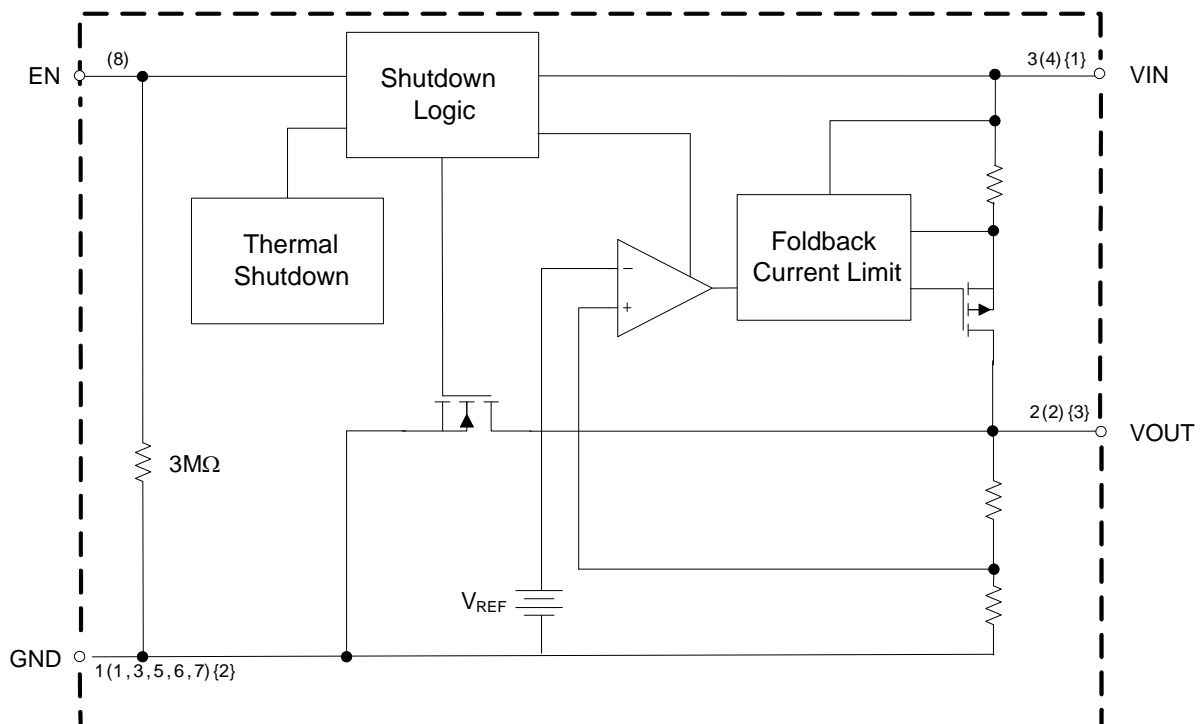 EN
(8)
Shutdown
Logic
3(4){1}
VIN
Thermal
Shutdown
Foldback
Current Limit
−
+
2(2){3}
VOUT
3MΩ
VREF
GND
1(1,3,5,6,7){2}